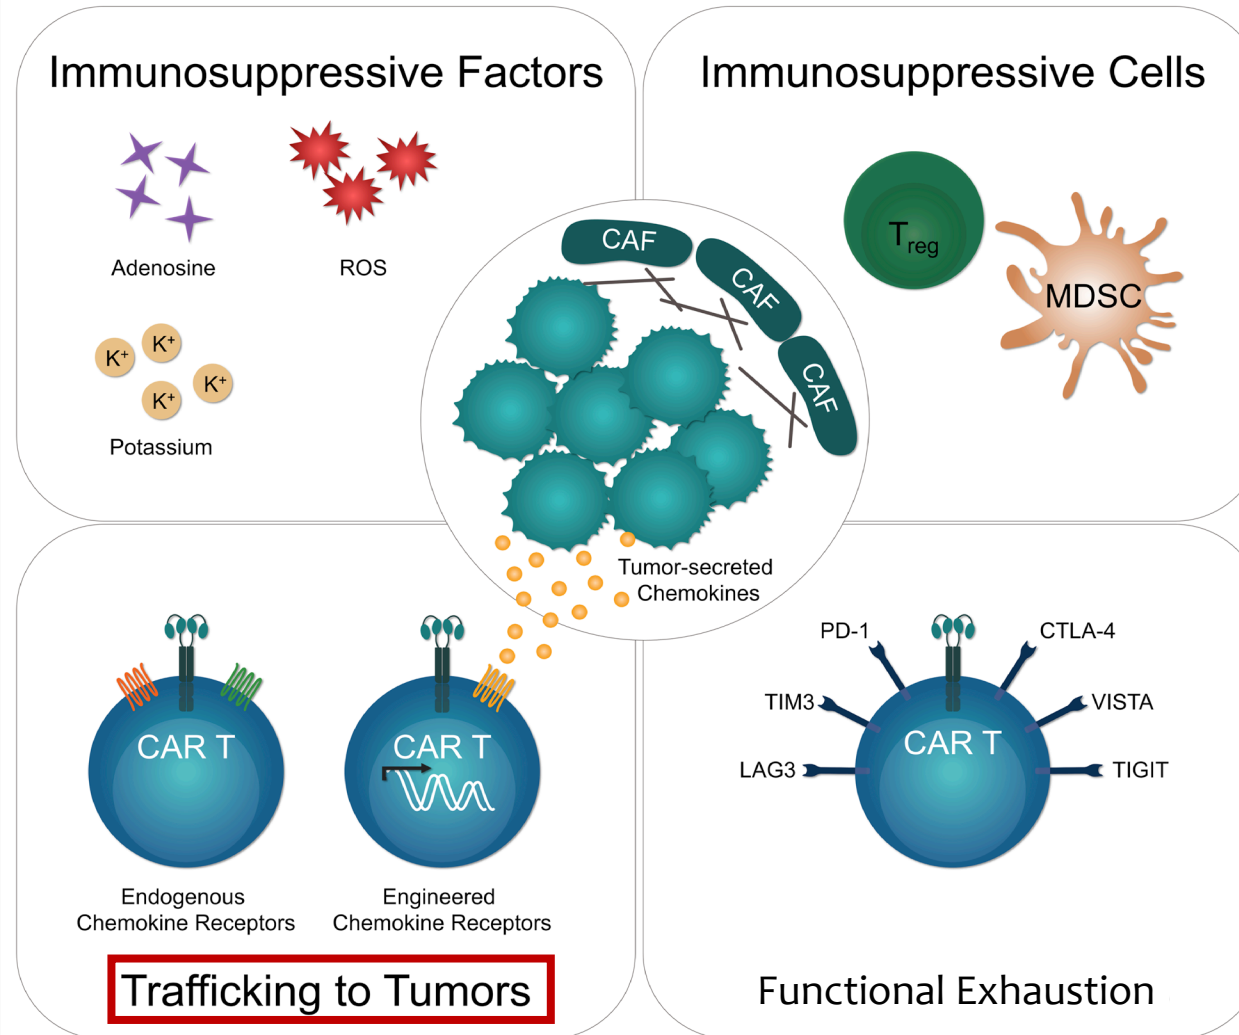 Immunosuppressive Factors
Adenosine
ROS
K⁺
K⁺
K⁺
K⁺
Potassium
Immunosuppressive Cells
Treg
MDSC
CAF
CAF
CAF
Tumor-secreted
Chemokines
CAR T
Endogenous
Chemokine Receptors
CAR T
Engineered
Chemokine Receptors
Trafficking to Tumors
PD-1
CTLA-4
TIM3
VISTA
LAG3
TIGIT
CAR T
Functional Exhaustion